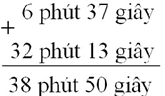 6 phút 37 giây
+
32 phút 13 giây
38 phút 50 giây